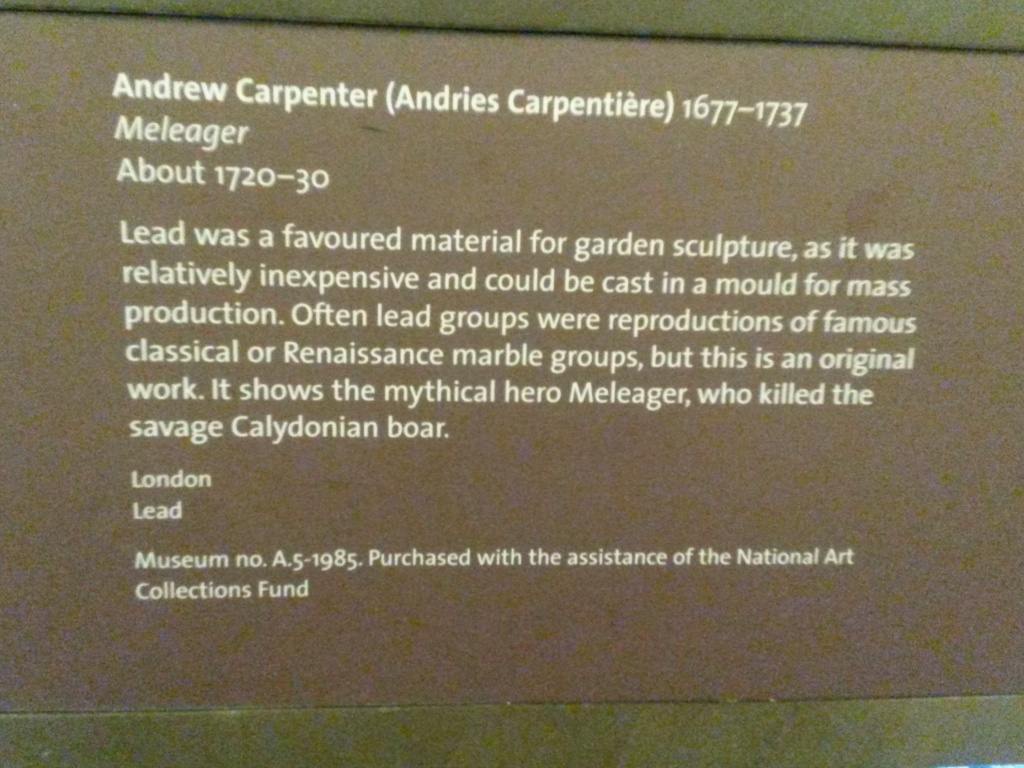 Andrew Carpenter (Andries Carpentière) 1677–1737
Meleager
About 1720–30
Lead was a favoured material for garden sculpture, as it was
relatively inexpensive and could be cast in a mould for mass
production. Often lead groups were reproductions of famous
classical or Renaissance marble groups, but this is an original
work. It shows the mythical hero Meleager, who killed the
savage Calydonian boar.
London
Lead
Museum no. A.5-1985. Purchased with the assistance of the National Art
Collections Fund